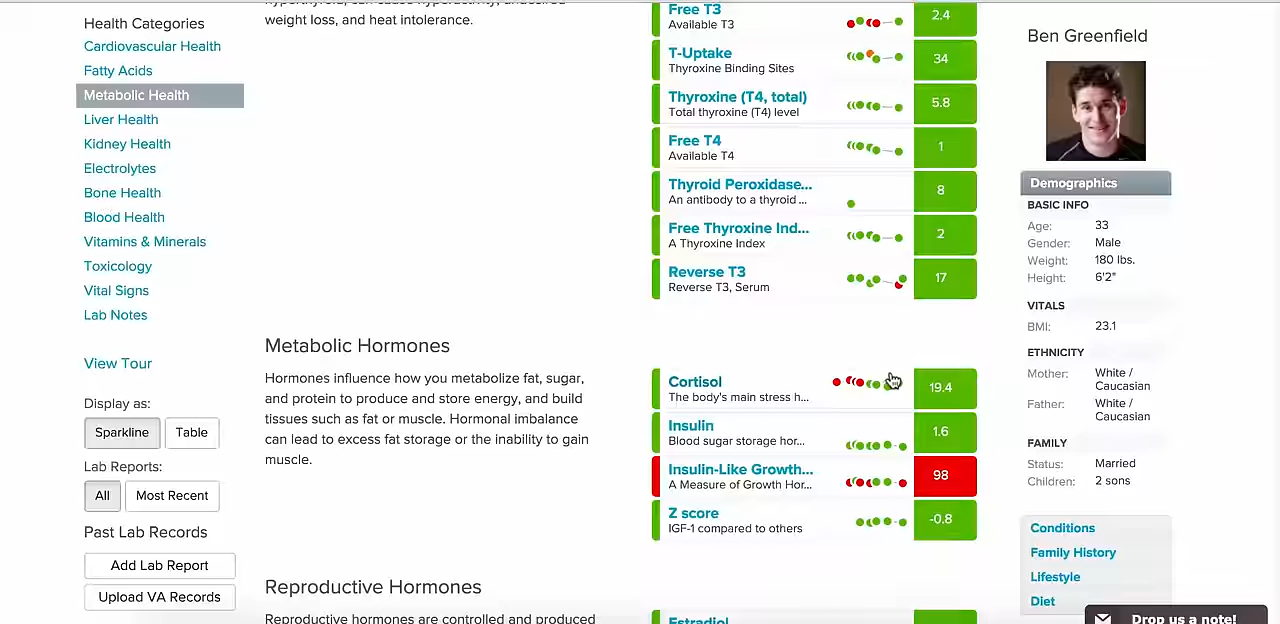 Health Categories
Cardiovascular Health
Fatty Acids
Metabolic Health
Liver Health
Kidney Health
Electrolytes
Bone Health
Blood Health
Vitamins & Minerals
Toxicology
Vital Signs
Lab Notes
View Tour
Display as:
Sparkline
Table
Lab Reports:
All
Most Recent
Past Lab Records
Add Lab Report
Upload VA Records
weight loss, and heat intolerance.
Free T3
Available T3
2.4
T-Uptake
Thyroxine Binding Sites
34
Thyroxine (T4, total)
Total thyroxine (T4) level
5.8
Free T4
Available T4
1
Thyroid Peroxidase...
An antibody to a thyroid ...
8
Free Thyroxine Ind...
A Thyroxine Index
2
Reverse T3
Reverse T3, Serum
17
Metabolic Hormones
Hormones influence how you metabolize fat, sugar,
and protein to produce and store energy, and build
tissues such as fat or muscle. Hormonal imbalance
can lead to excess fat storage or the inability to gain
muscle.
Cortisol
The body's main stress h...
19.4
Insulin
Blood sugar storage hor...
1.6
Insulin-Like Growth...
A Measure of Growth Hor...
98
Z score
IGF-1 compared to others
-0.8
Reproductive Hormones
Reproductive hormones are controlled and produced
Estradiol
Ben Greenfield
Demographics
BASIC INFO
Age: 33
Gender: Male
Weight: 180 lbs.
Height: 6'2"
VITALS
BMI: 23.1
ETHNICITY
Mother: White /
Caucasian
Father: White /
Caucasian
FAMILY
Status: Married
Children: 2 sons
Conditions
Family History
Lifestyle
Diet
Drop us a note!